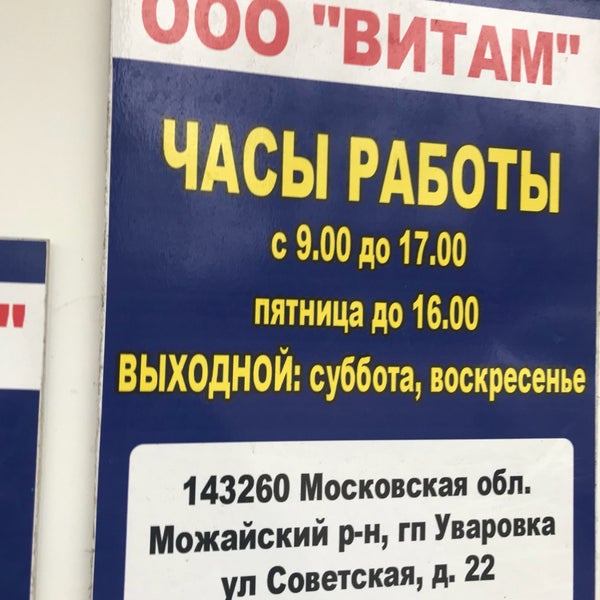 ООО "ВИТАМ"
ЧАСЫ РАБОТЫ
с 9.00 до 17.00
пятница до 16.00
ВЫХОДНОЙ: суббота, воскресенье
143260 Московская обл.
Можайский р-н, гп Уваровка
ул Советская, д. 22
"